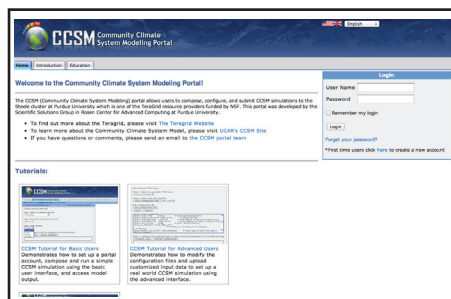 CCSM Community Climate
System Modeling Portal
English
Home Introduction Education
Welcome to the Community Climate System Modeling Portal!
The CCSM (Community Climate System Modeling) portal allows users to compose, configure, and submit CCSM simulations to the
Steele cluster at Purdue University which is one of the TeraGrid resource providers funded by NSF. This portal was developed by the
Scientific Solutions Group in Rosen Center for Advanced Computing at Purdue University.
• To find out more about the Teragrid, please visit The Teragrid Website
• To learn more about the Community Climate System Model, please visit UCAR's CCSM Site
• If you have questions or comments, please send an email to the CCSM portal team
Login
User Name
Password
Remember my login
Login
Forget your password?
*First time users click here to create a new account
Tutorials:
CCSM Tutorial for Basic Users
Demonstrates how to set up a portal
account, compose and run a simple
CCSM simulation using the basic
user interface, and access model
output.
CCSM Tutorial for Advanced Users
Demonstrates how to modify the
configuration files and upload
customized input data to set up a
real world CCSM simulation using
the advanced interface.